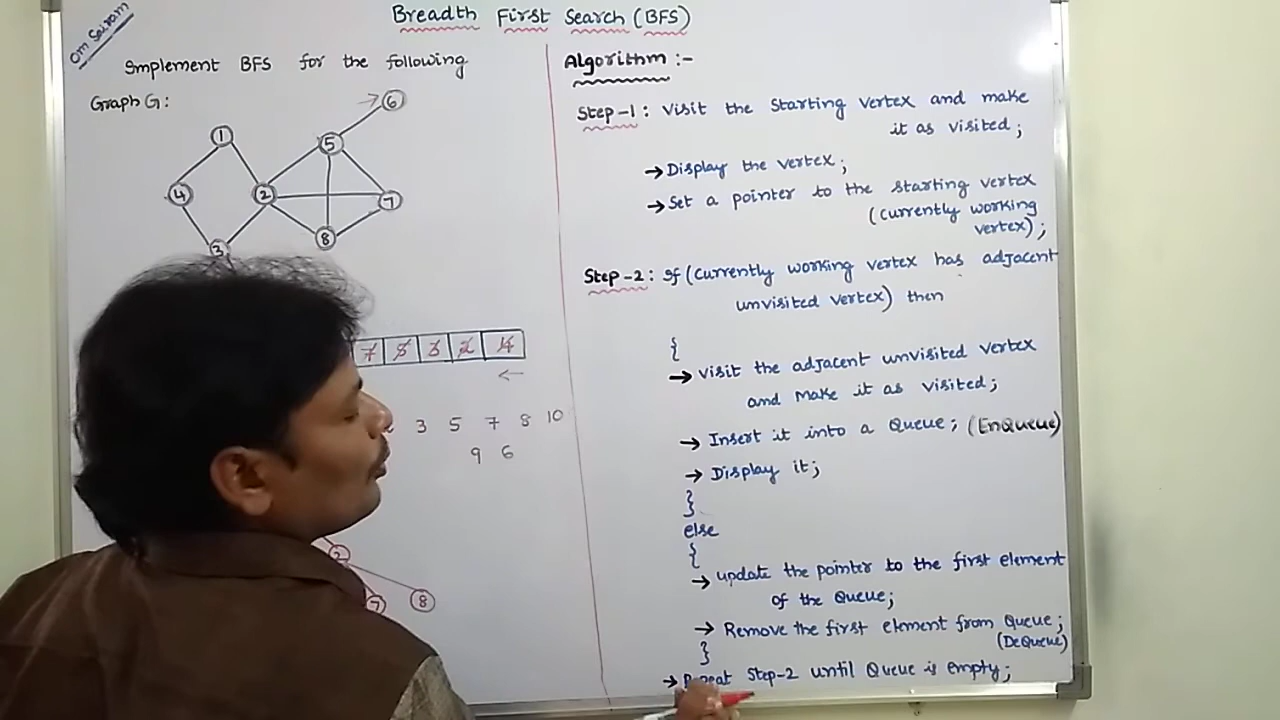 Breadth First Search (BFS)
Om Sairam
Implement BFS for the following
Graph G:
1
6
5
4
2
7
8
3
7 5 3 2 4
←
3 5 7 8 10
9 6
2
7
8
Algorithm :-
Step-1: Visit the Starting vertex and make
it as visited;
→ Display the vertex;
→ Set a pointer to the starting vertex
(currently working
vertex);
Step-2: If (Currently working vertex has adjacent
unvisited vertex) then
{
→ visit the adjacent unvisited vertex
and make it as visited;
→ Insert it into a Queue; (EnQueue)
→ Display it;
}
else
{
→ update the pointer to the first element
of the Queue;
→ Remove the first element from Queue;
(DeQueue)
}
→ Repeat Step-2 until Queue is empty;